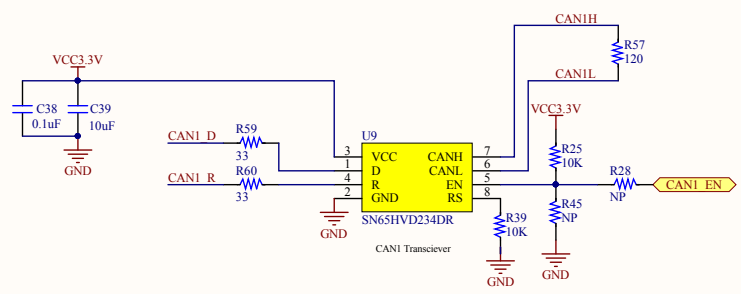 CAN1H
R57
120
CAN1L
VCC3.3V
C38
0.1uF
C39
10uF
GND
CAN1_D
R59
33
CAN1_R
R60
33
U9
3
1
4
2
VCC
D
R
GND
CANH
CANL
EN
RS
7
6
5
8
SN65HVD234DR
GND
CAN1 Transciever
VCC3.3V
R25
10K
R28
NP
CAN1_EN
R45
NP
R39
10K
GND
GND